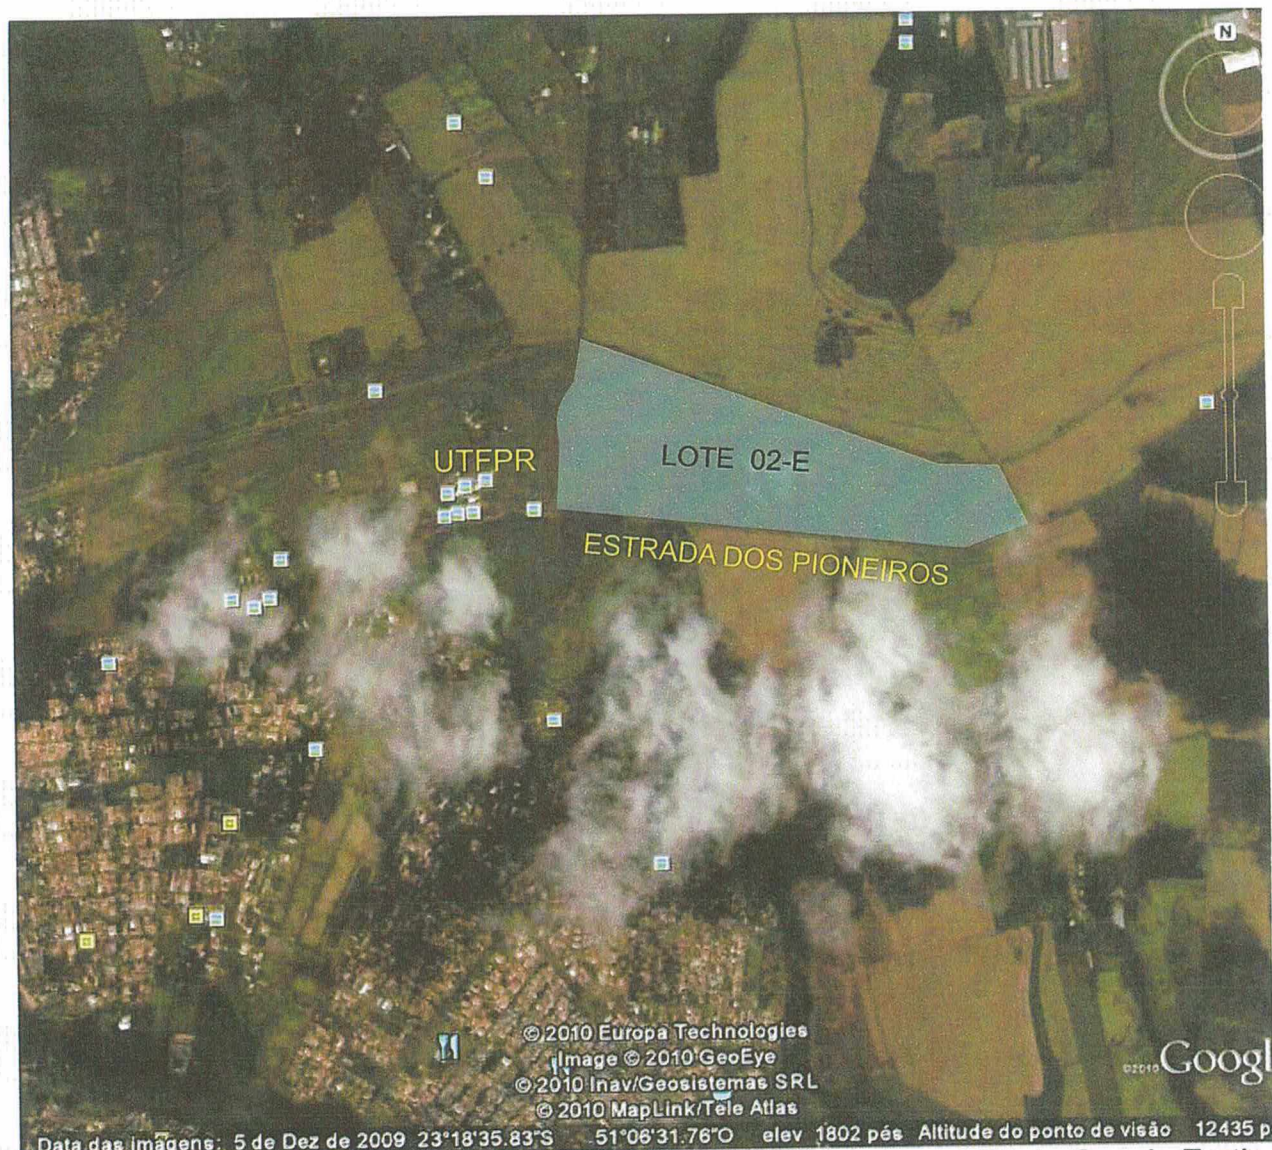 N
UTFPR
LOTE 02-E
ESTRADA DOS PIONEIROS
© 2010 Europa Technologies
Image © 2010 GeoEye
© 2010 Inav/Geosistemas SRL
© 2010 MapLink/Tele Atlas
©2010 Googl
Data das imagens: 5 de Dez de 2009 23°18'35.83"S 51°06'31.76"O elev 1802 pés Altitude do ponto de visão 12435 p